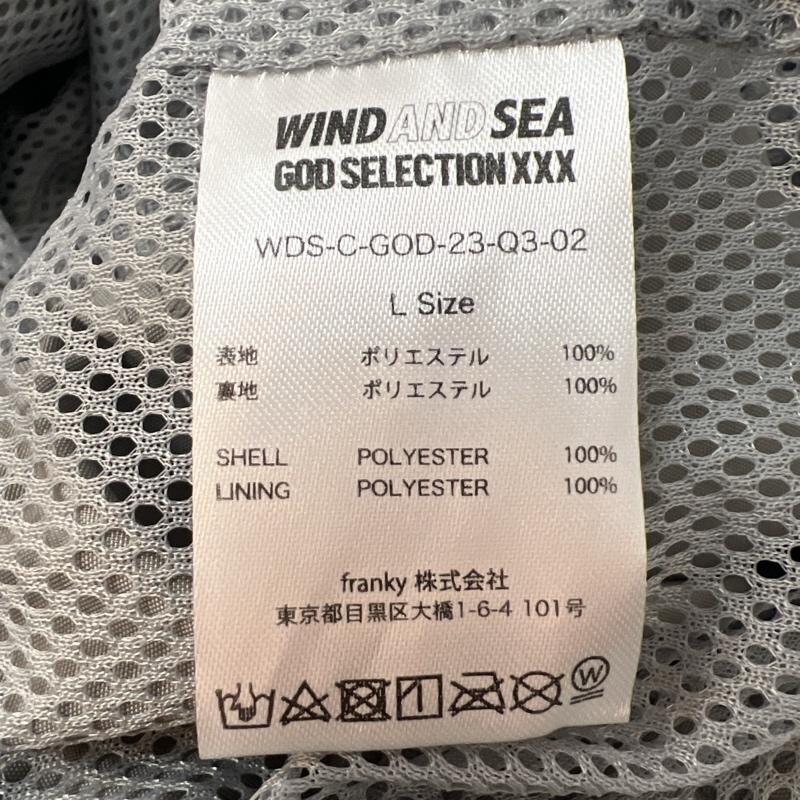 WIND AND SEA
GOD SELECTION XXX
WDS-C-GOD-23-Q3-02
L Size
表地 ポリエステル 100%
裏地 ポリエステル 100%
SHELL POLYESTER 100%
LINING POLYESTER 100%
franky 株式会社
東京都目黒区大橋1-6-4 101号
W